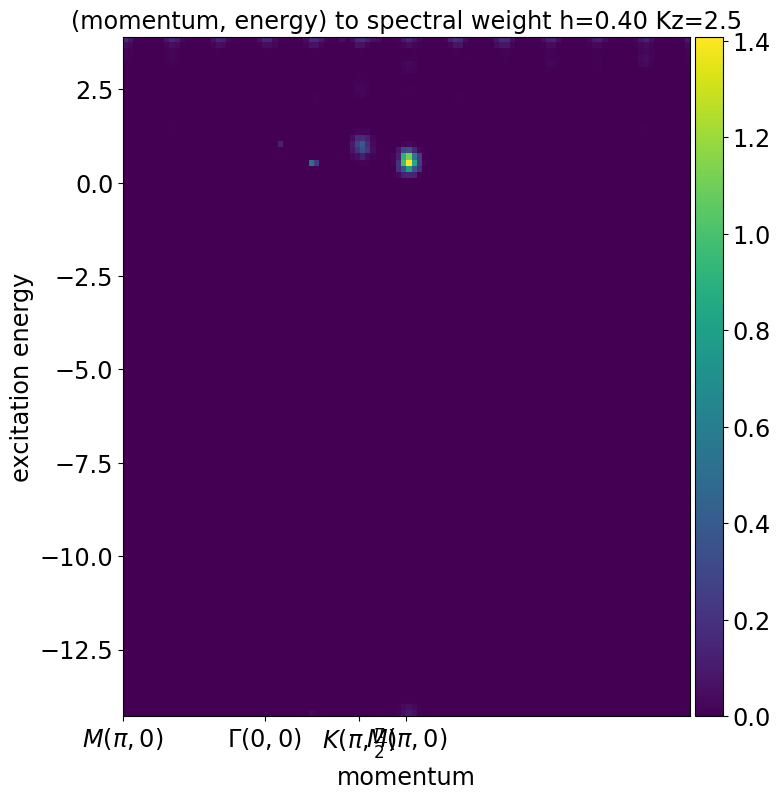 (momentum, energy) to spectral weight h=0.40 Kz=2.5
1.4
2.5
1.2
0.0
1.0
−2.5
0.8
excitation energy
−5.0
0.6
−7.5
0.4
−10.0
0.2
−12.5
0.0
M(π, 0)
Γ(0, 0)
K(π, π/2)
M(π, 0)
momentum